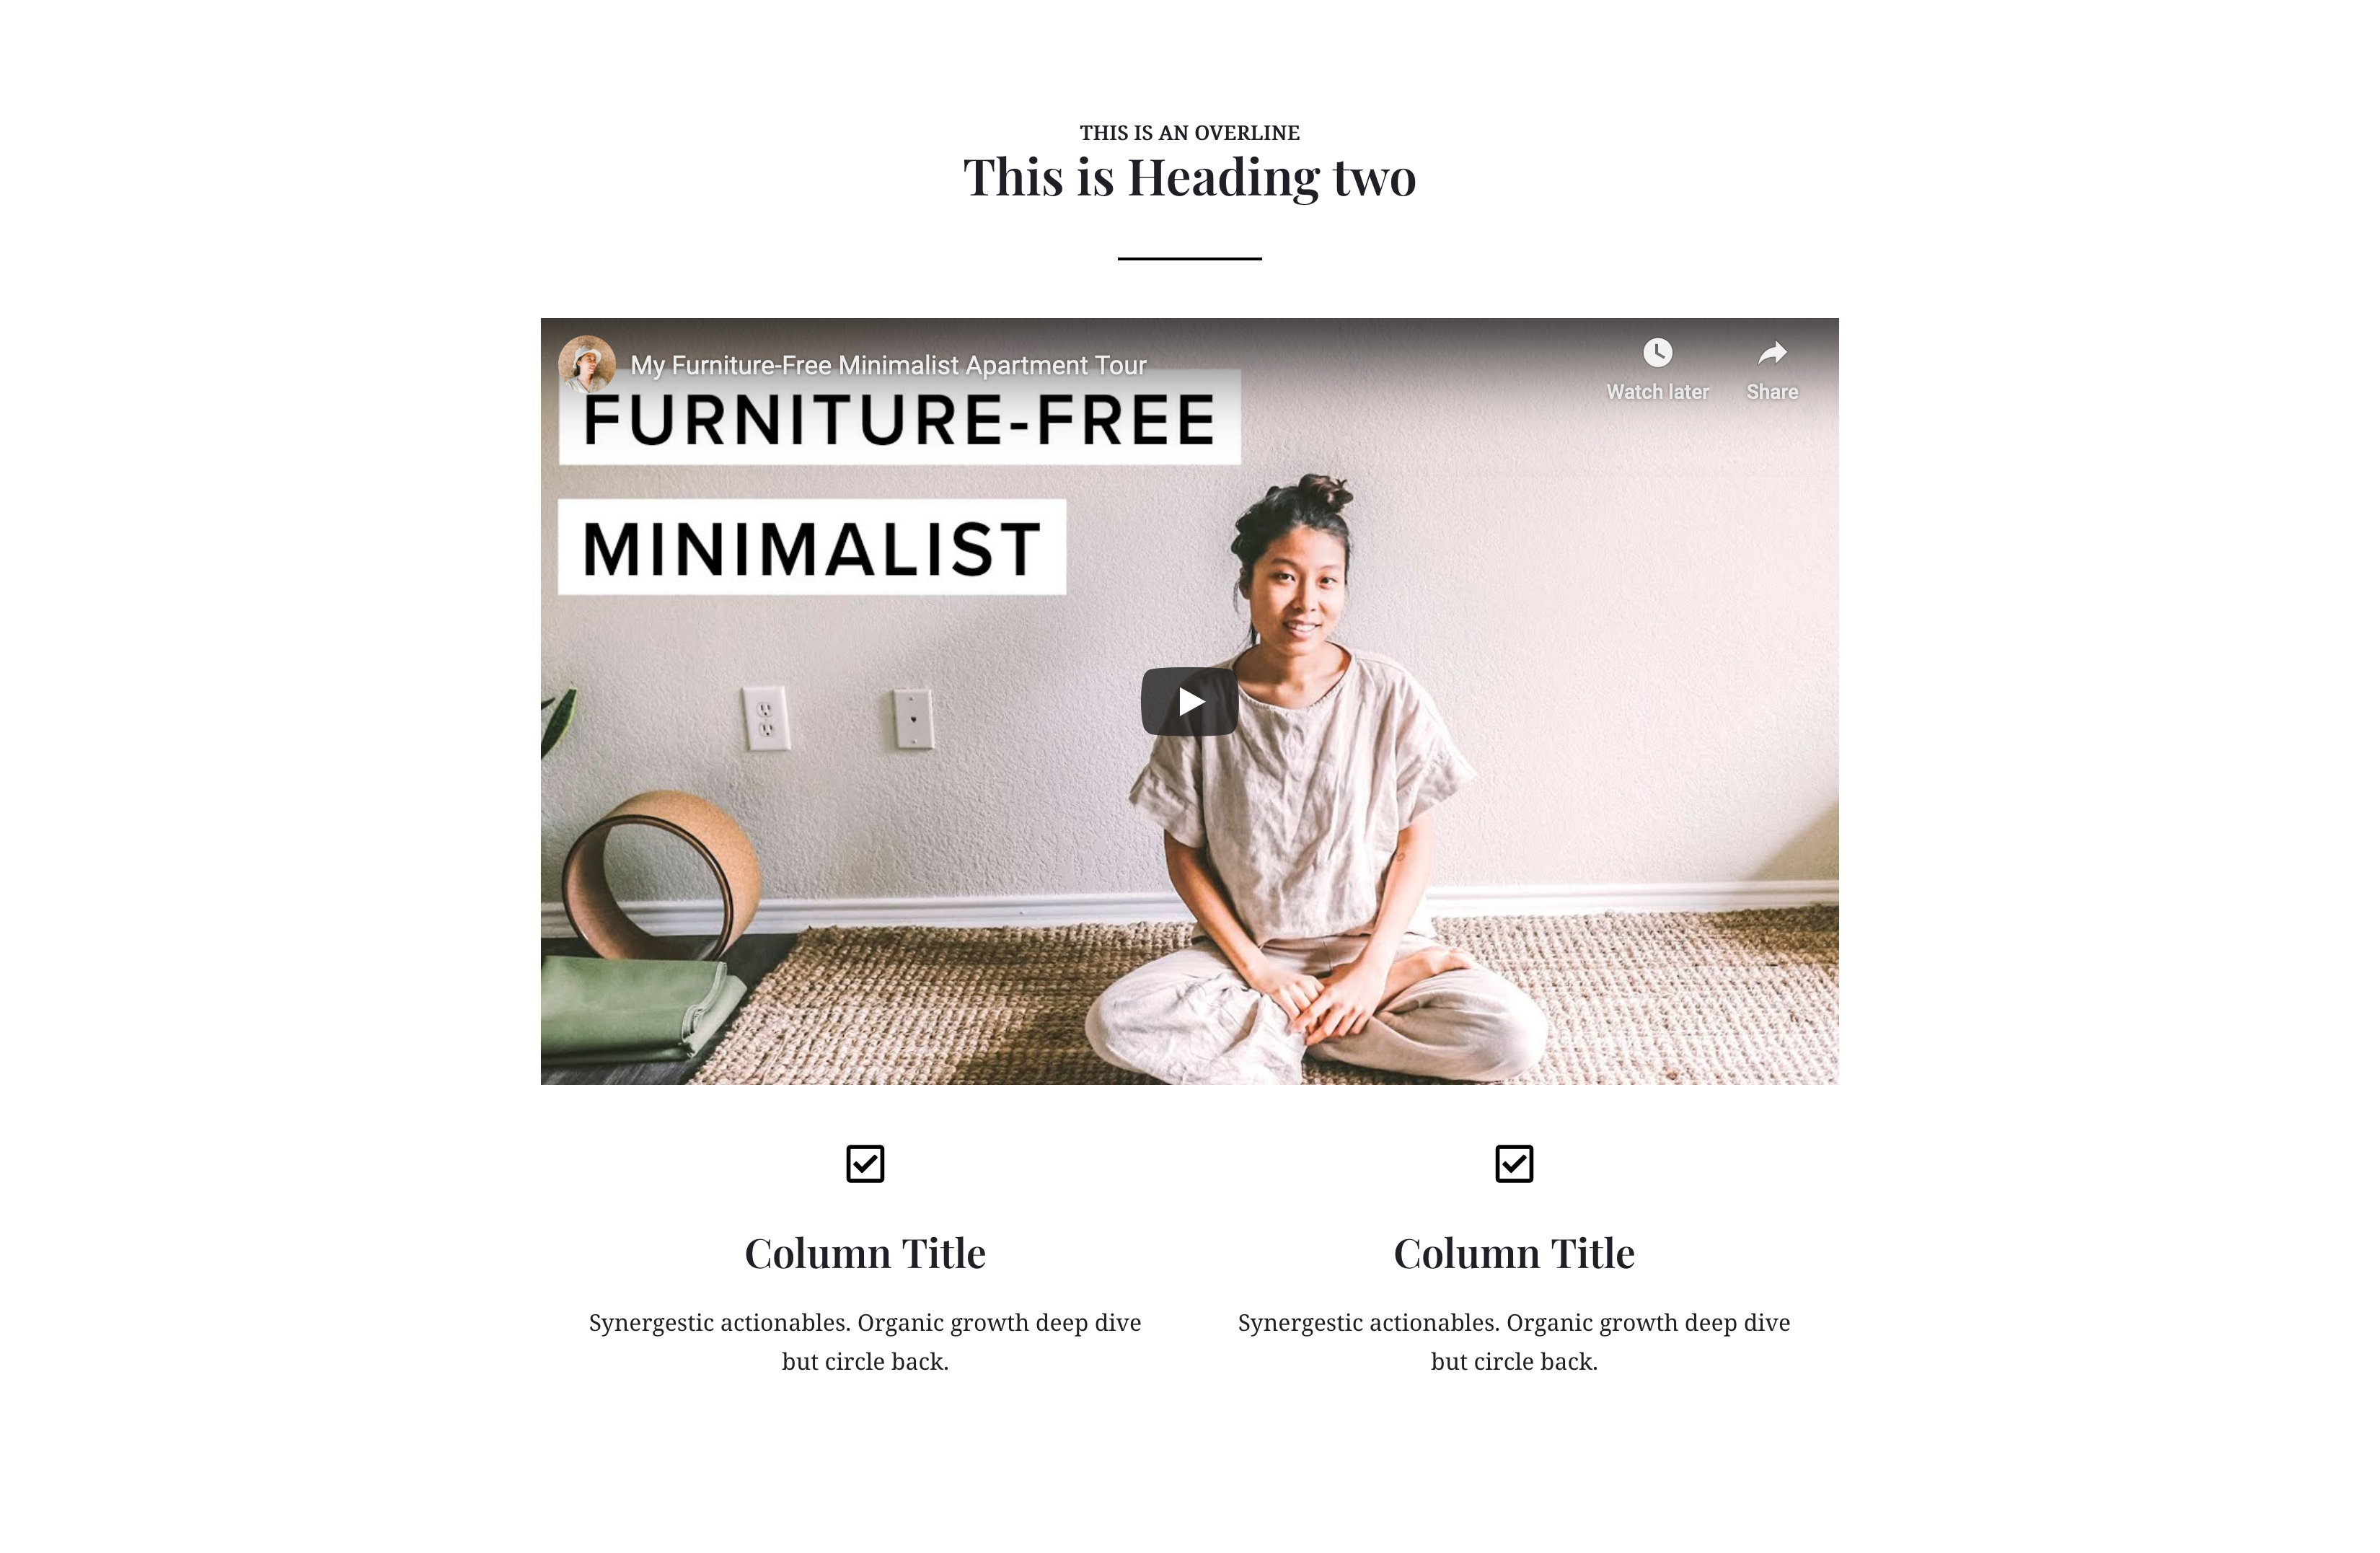 THIS IS AN OVERLINE
This is Heading two
My Furniture-Free Minimalist Apartment Tour
Watch later
Share
FURNITURE-FREE
MINIMALIST
Column Title
Synergestic actionables. Organic growth deep dive
but circle back.
Column Title
Synergestic actionables. Organic growth deep dive
but circle back.